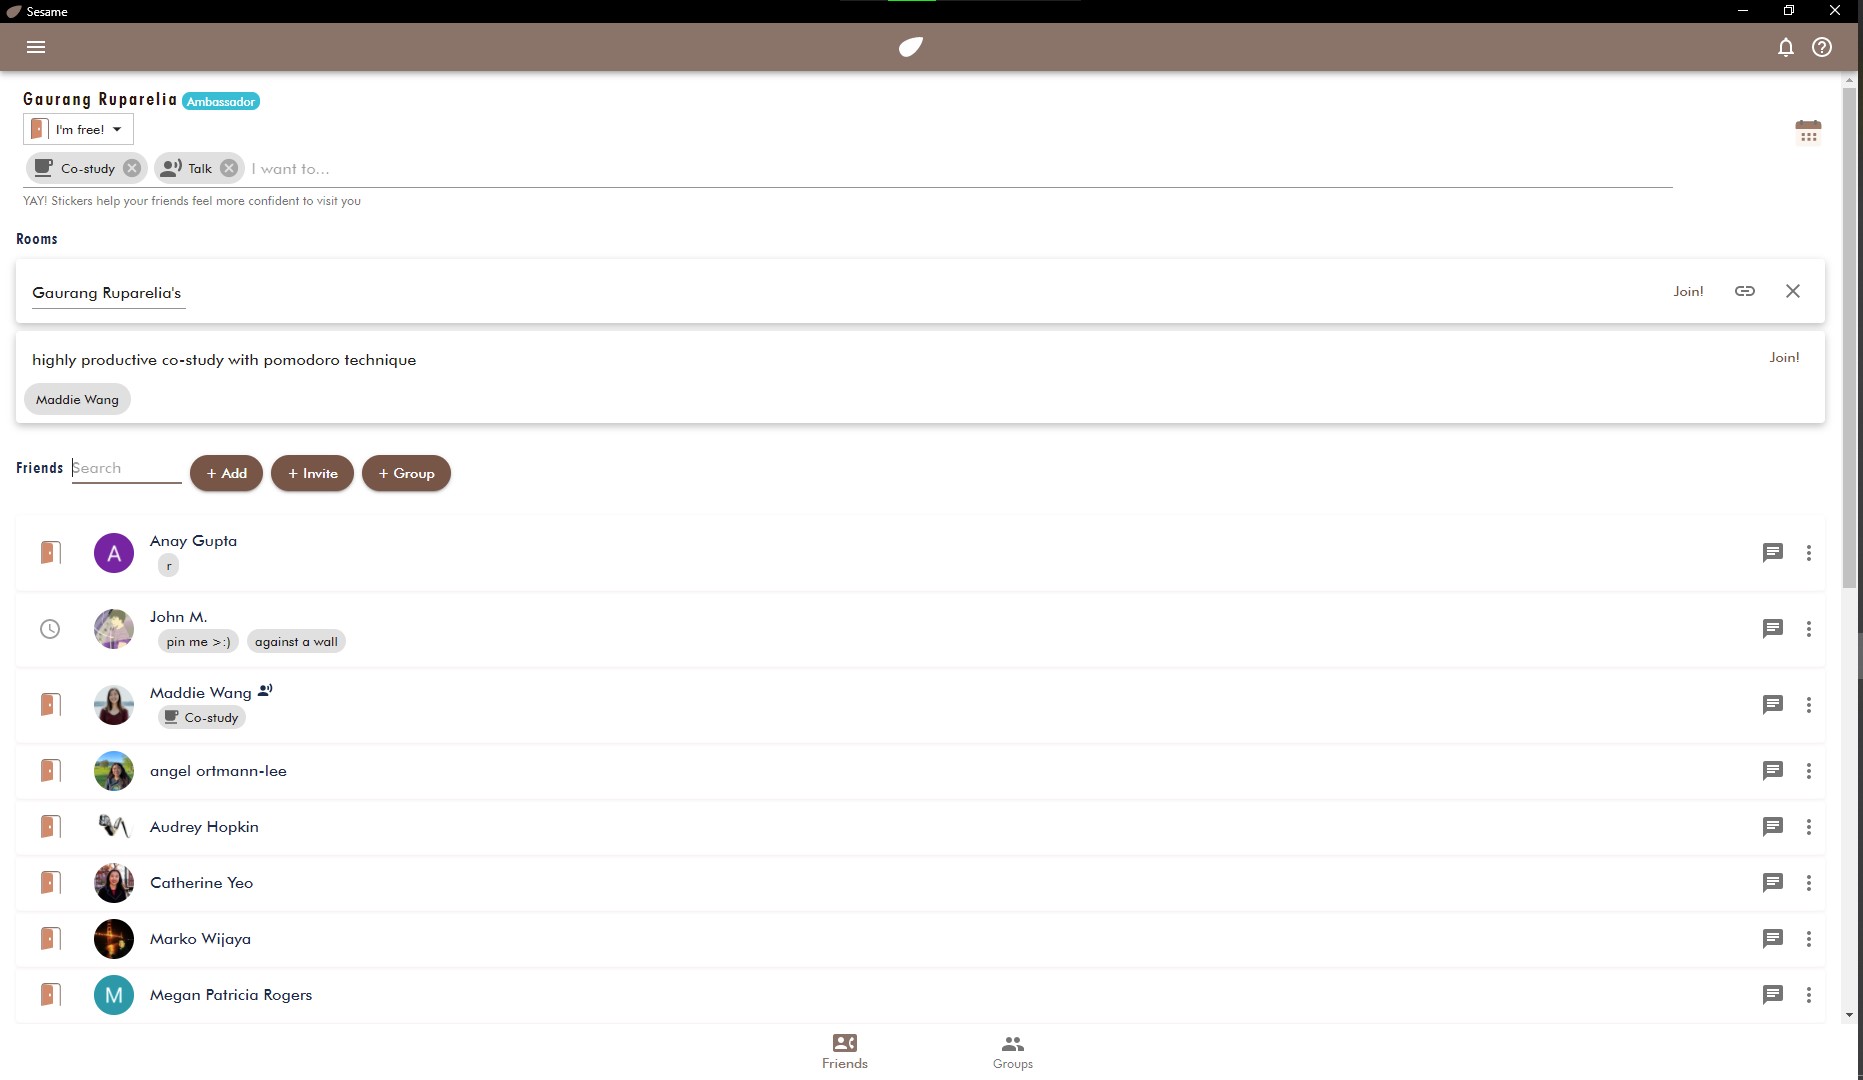 Sesame
Gaurang Ruparelia Ambassador
I'm free!
Co-study Talk I want to...
YAY! Stickers help your friends feel more confident to visit you
Rooms
Gaurang Ruparelia's Join!
highly productive co-study with pomodoro technique Join!
Maddie Wang
Friends Search + Add + Invite + Group
A Anay Gupta
r
John M.
pin me >:) against a wall
Maddie Wang
Co-study
angel ortmann-lee
Audrey Hopkin
Catherine Yeo
Marko Wijaya
M Megan Patricia Rogers
Friends Groups